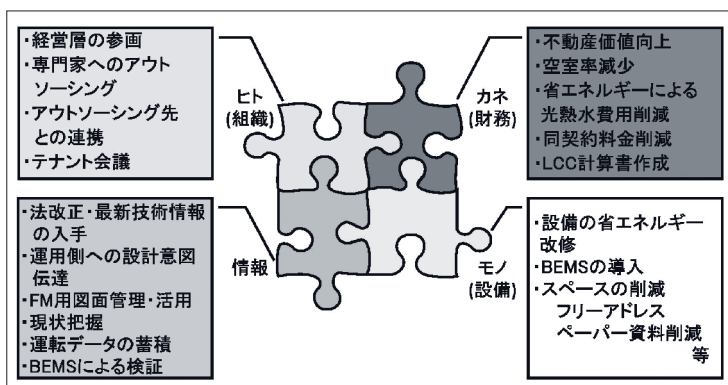 ・経営層の参画
・専門家へのアウト
ソーシング
・アウトソーシング先
との連携
・テナント会議
ヒト
(組織)
カネ
(財務)
・不動産価値向上
・空室率減少
・省エネルギーによる
光熱水費用削減
・同契約料金削減
・LCC計算書作成
・法改正・最新技術情報
の入手
・運用側への設計意図
伝達
・FM用図面管理・活用
・現状把握
・運転データの蓄積
・BEMSによる検証
情報
モノ
(設備)
・設備の省エネルギー
改修
・BEMSの導入
・スペースの削減
フリーアドレス
ペーパー資料削減
等